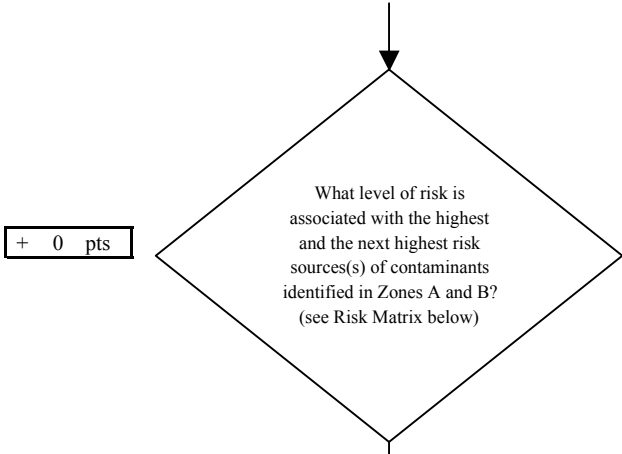 What level of risk is
associated with the highest
and the next highest risk
sources(s) of contaminants
identified in Zones A and B?
(see Risk Matrix below)
+ 0 pts